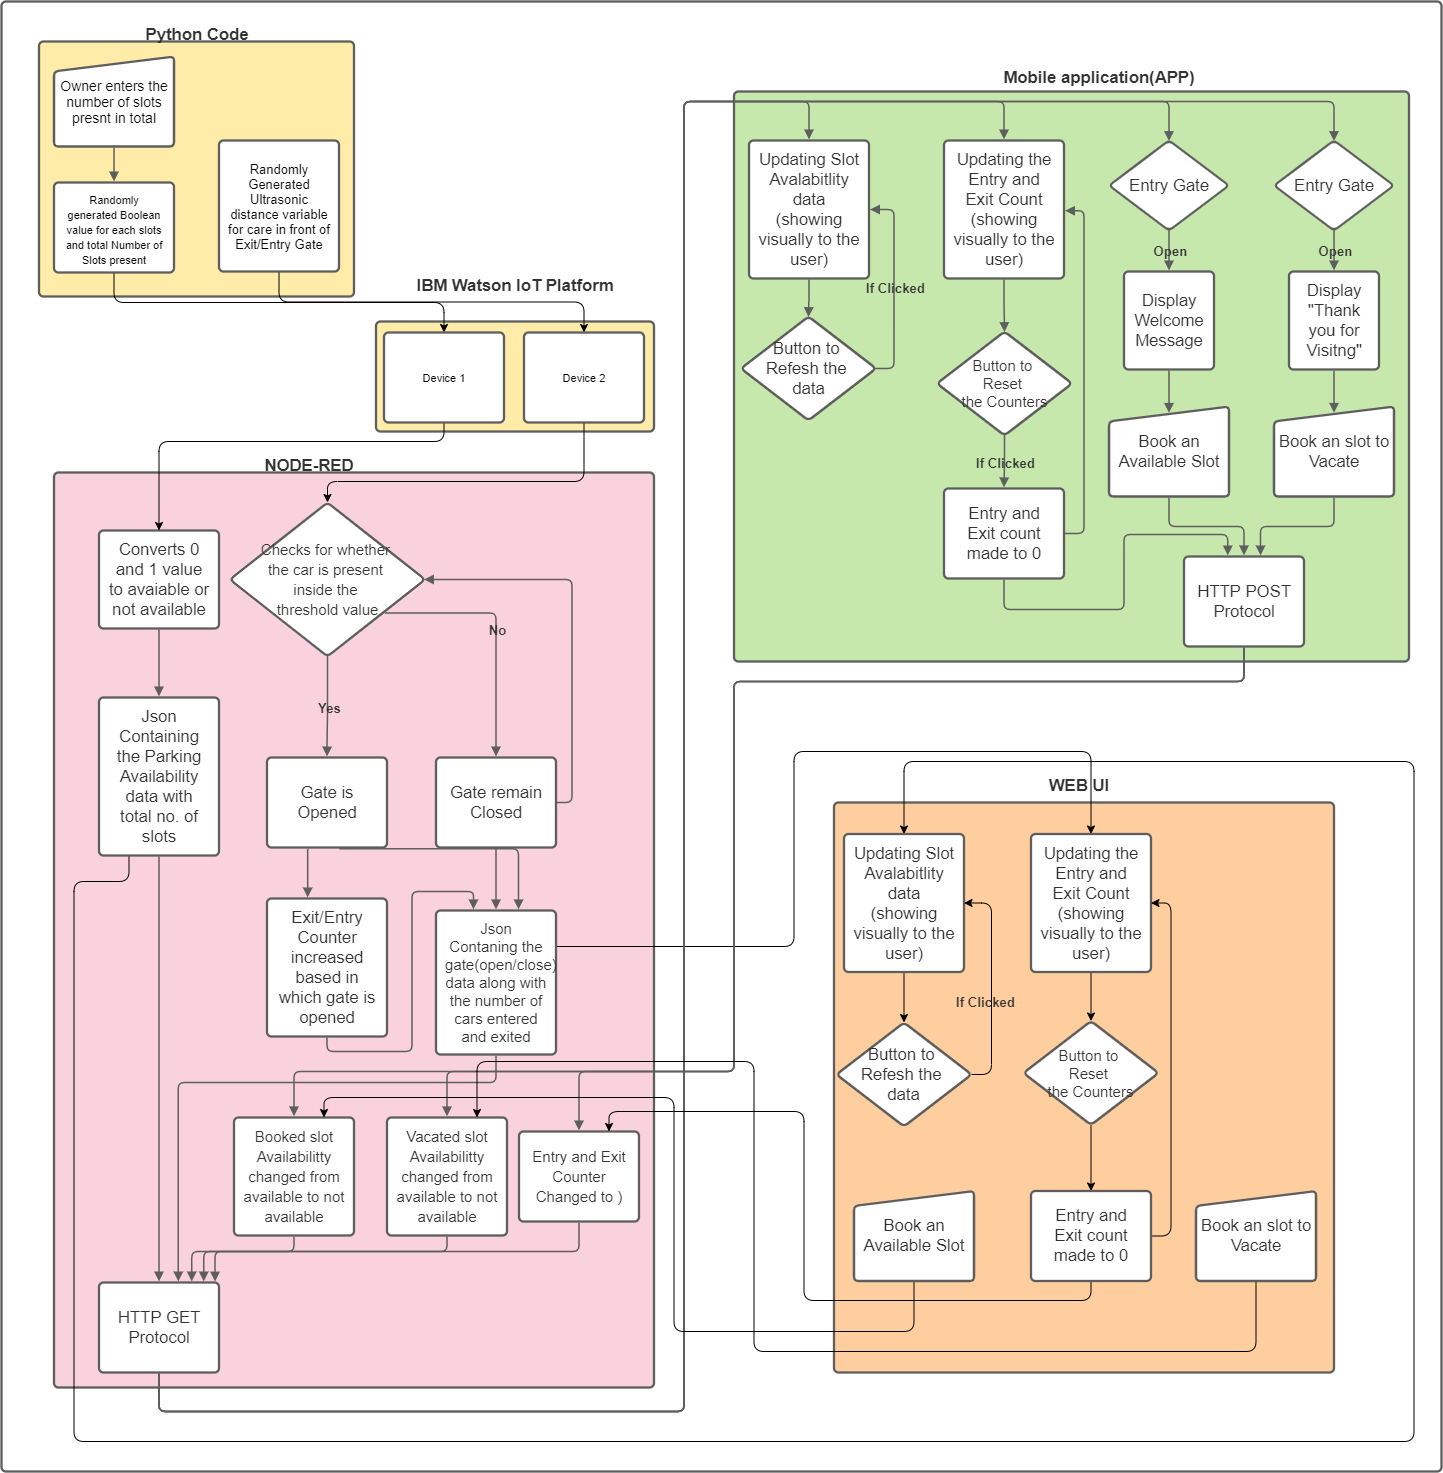 Python Code
Owner enters the
number of slots
presnt in total
Randomly
generated Boolean
value for each slots
and total Number of
Slots present
Randomly
Generated
Ultrasonic
distance variable
for care in front of
Exit/Entry Gate
IBM Watson IoT Platform
Device 1
Device 2
NODE-RED
Converts 0
and 1 value
to avaiable or
not available
Json
Containing
the Parking
Availability
data with
total no. of
slots
Checks for whether
the car is present
inside the
threshold value
No
Yes
Gate is
Opened
Gate remain
Closed
Exit/Entry
Counter
increased
based in
which gate is
opened
Json
Contaning the
gate(open/close)
data along with
the number of
cars entered
and exited
Booked slot
Availabilitty
changed from
available to not
available
Vacated slot
Availabilitty
changed from
available to not
available
Entry and Exit
Counter
Changed to )
HTTP GET
Protocol
Mobile application(APP)
Updating Slot
Avalabitlity
data
(showing
visually to the
user)
If Clicked
Button to
Refesh the
data
Updating the
Entry and
Exit Count
(showing
visually to the
user)
Button to
Reset
the Counters
If Clicked
Entry and
Exit count
made to 0
Entry Gate
Open
Display
Welcome
Message
Book an
Available Slot
Entry Gate
Open
Display
"Thank
you for
Visitng"
Book an slot to
Vacate
HTTP POST
Protocol
WEB UI
Updating Slot
Avalabitlity
data
(showing
visually to the
user)
If Clicked
Button to
Refesh the
data
Updating the
Entry and
Exit Count
(showing
visually to the
user)
Button to
Reset
the Counters
Book an
Available Slot
Entry and
Exit count
made to 0
Book an slot to
Vacate